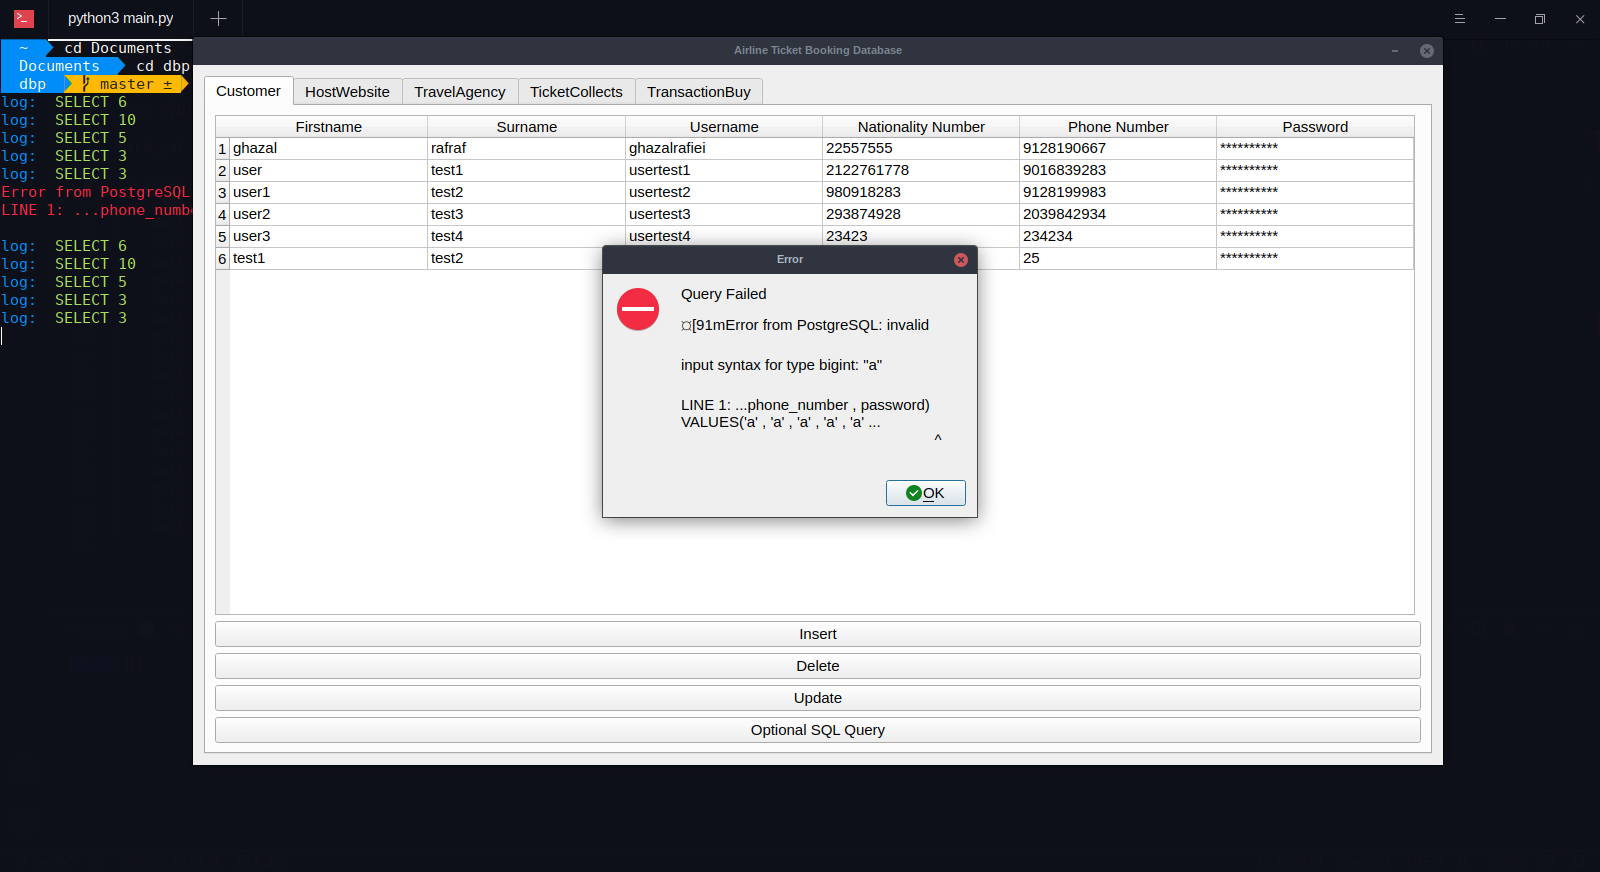 python3 main.py
~ cd Documents
Documents cd dbp
dbp master ±
log: SELECT 6
log: SELECT 10
log: SELECT 5
log: SELECT 3
log: SELECT 3
Error from PostgreSQL
LINE 1: ...phone_numb
log: SELECT 6
log: SELECT 10
log: SELECT 5
log: SELECT 3
log: SELECT 3
Airline Ticket Booking Database
Customer HostWebsite TravelAgency TicketCollects TransactionBuy
Firstname Surname Username Nationality Number Phone Number Password
1 ghazal rafraf ghazalrafiei 22557555 9128190667 **********
2 user test1 usertest1 2122761778 9016839283 **********
3 user1 test2 usertest2 980918283 9128199983 **********
4 user2 test3 usertest3 293874928 2039842934 **********
5 user3 test4 usertest4 23423 234234 **********
6 test1 test2 25 **********
Error
Query Failed
¤[91mError from PostgreSQL: invalid
input syntax for type bigint: "a"
LINE 1: ...phone_number , password)
VALUES('a' , 'a' , 'a' , 'a' , 'a' ...
^
OK
Insert
Delete
Update
Optional SQL Query